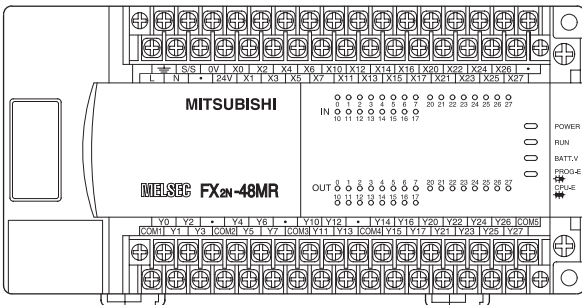 S/S 0V X0 X2 X4 X6 X10 X12 X14 X16 X20 X22 X24 X26 •
L N • 24V X1 X3 X5 X7 X11 X13 X15 X17 X21 X23 X25 X27
MITSUBISHI
IN
0 1 2 3 4 5 6 7 20 21 22 23 24 25 26 27
10 11 12 13 14 15 16 17
POWER
RUN
BATT.V
PROG-E
CPU-E
MELSEC FX2N-48MR
OUT
0 1 2 3 4 5 6 7 20 21 22 23 24 25 26 27
10 11 12 13 14 15 16 17
Y0 Y2 • Y4 Y6 • Y10 Y12 • Y14 Y16 Y20 Y22 Y24 Y26 COM5
COM1 Y1 Y3 COM2 Y5 Y7 COM3 Y11 Y13 COM4 Y15 Y17 Y21 Y23 Y25 Y27